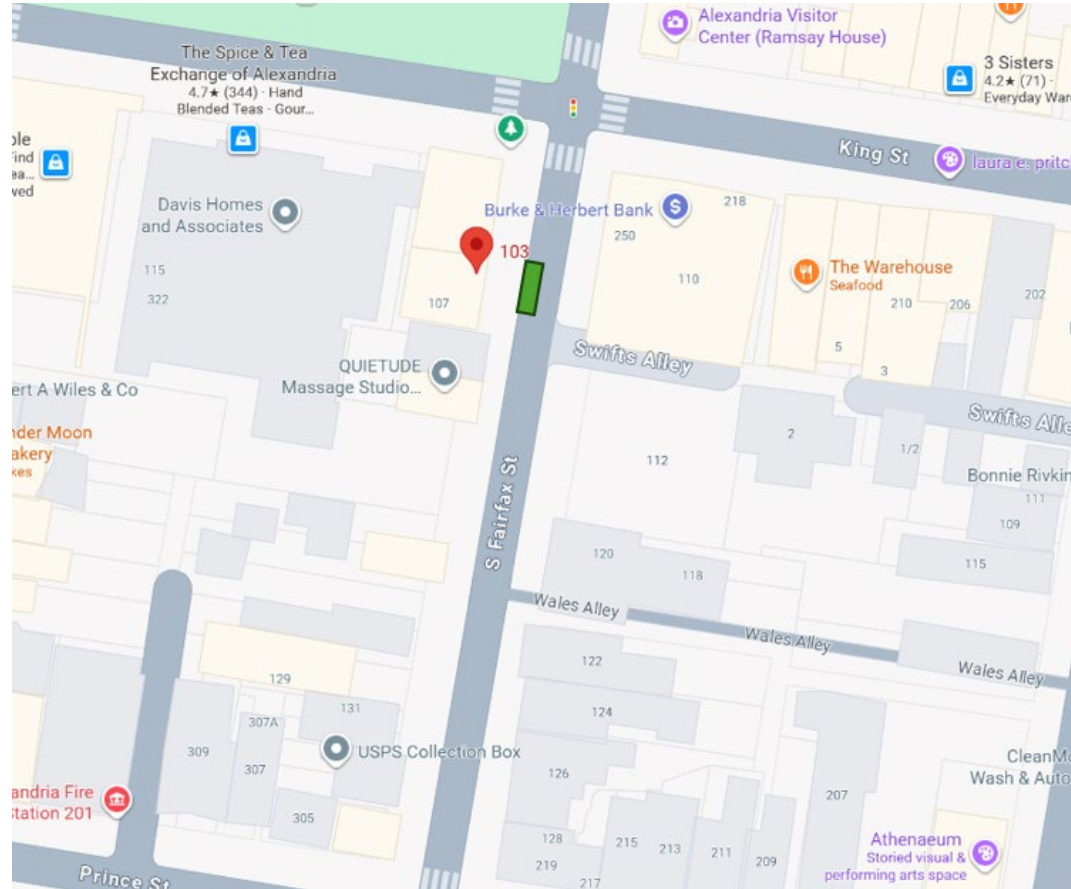 Alexandria Visitor
Center (Ramsay House)
The Spice & Tea
Exchange of Alexandria
4.7★ (344) · Hand
Blended Teas · Gour...
3 Sisters
4.2★ (71) ·
Everyday War
King St
laura e. pritc
Davis Homes
and Associates
Burke & Herbert Bank
218
250
103
115
322
107
110
The Warehouse
Seafood
210
206
202
5
3
QUIETUDE
Massage Studio...
Swifts Alley
Swifts Alle
ert A Wiles & Co
nder Moon
akery
kes
2
1/2
112
Bonnie Rivkin
111
109
115
S Fairfax St
120
118
Wales Alley
Wales Alley
Wales Alley
122
129
124
131
307A
309
307
USPS Collection Box
126
CleanMo
Wash & Auto
andria Fire
Station 201
305
207
128
215
213
211
209
219
217
Athenaeum
Storied visual &
performing arts space
Prince St